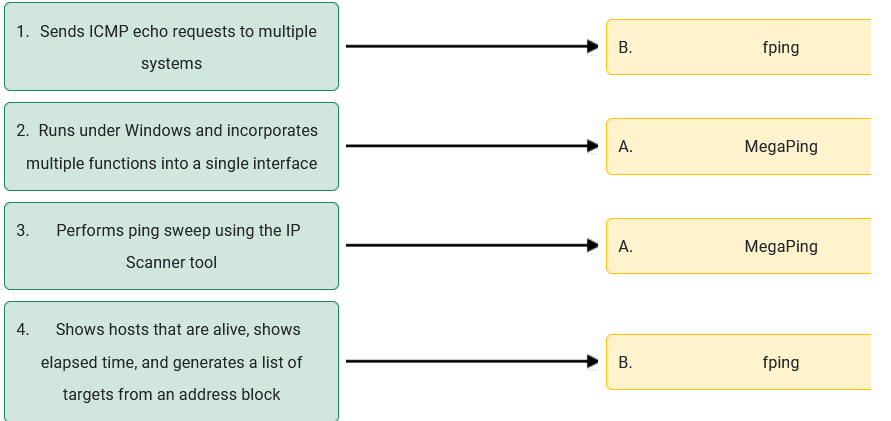 1. Sends ICMP echo requests to multiple
systems
B. fping
2. Runs under Windows and incorporates
multiple functions into a single interface
A. MegaPing
3. Performs ping sweep using the IP
Scanner tool
A. MegaPing
4. Shows hosts that are alive, shows
elapsed time, and generates a list of
targets from an address block
B. fping